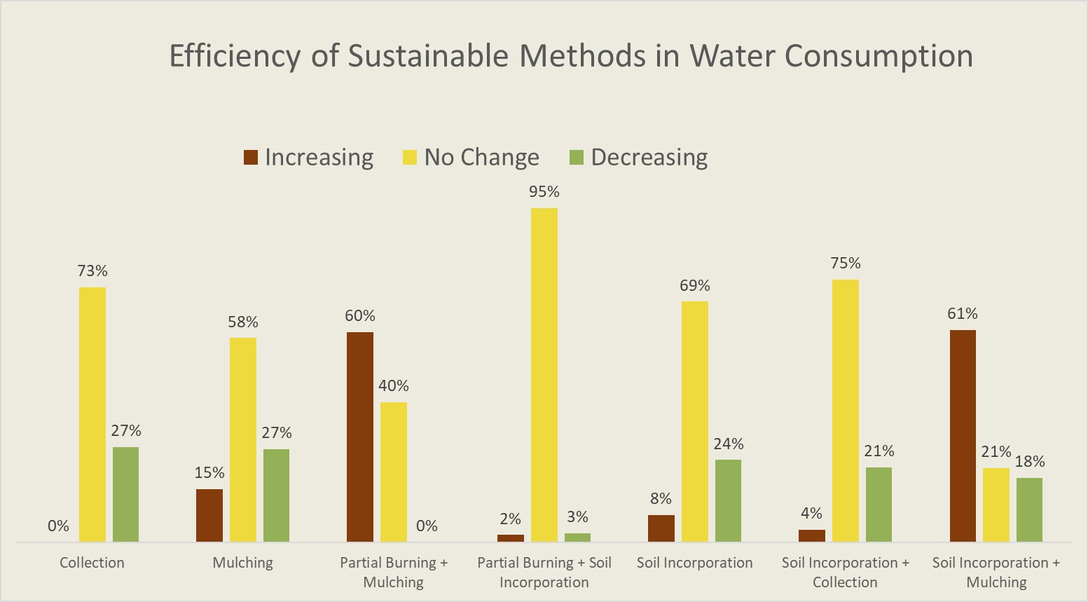 Efficiency of Sustainable Methods in Water Consumption
Increasing No Change Decreasing
0% 73% 27%
15% 58% 27%
60% 40% 0%
2% 95% 3%
8% 69% 24%
4% 75% 21%
61% 21% 18%
Collection
Mulching
Partial Burning +
Mulching
Partial Burning + Soil
Incorporation
Soil Incorporation
Soil Incorporation +
Collection
Soil Incorporation +
Mulching